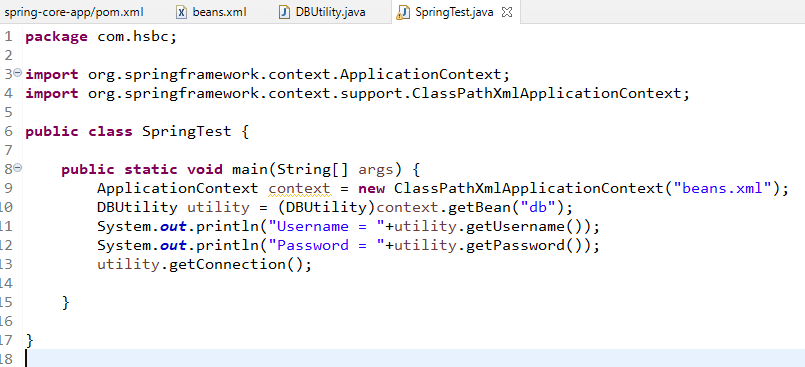 spring-core-app/pom.xml beans.xml DBUtility.java SpringTest.java
1 package com.hsbc;
2
3 import org.springframework.context.ApplicationContext;
4 import org.springframework.context.support.ClassPathXmlApplicationContext;
5
6 public class SpringTest {
7
8 public static void main(String[] args) {
9 ApplicationContext context = new ClassPathXmlApplicationContext("beans.xml");
10 DBUtility utility = (DBUtility)context.getBean("db");
11 System.out.println("Username = "+utility.getUsername());
12 System.out.println("Password = "+utility.getPassword());
13 utility.getConnection();
14
15 }
16
17 }
18